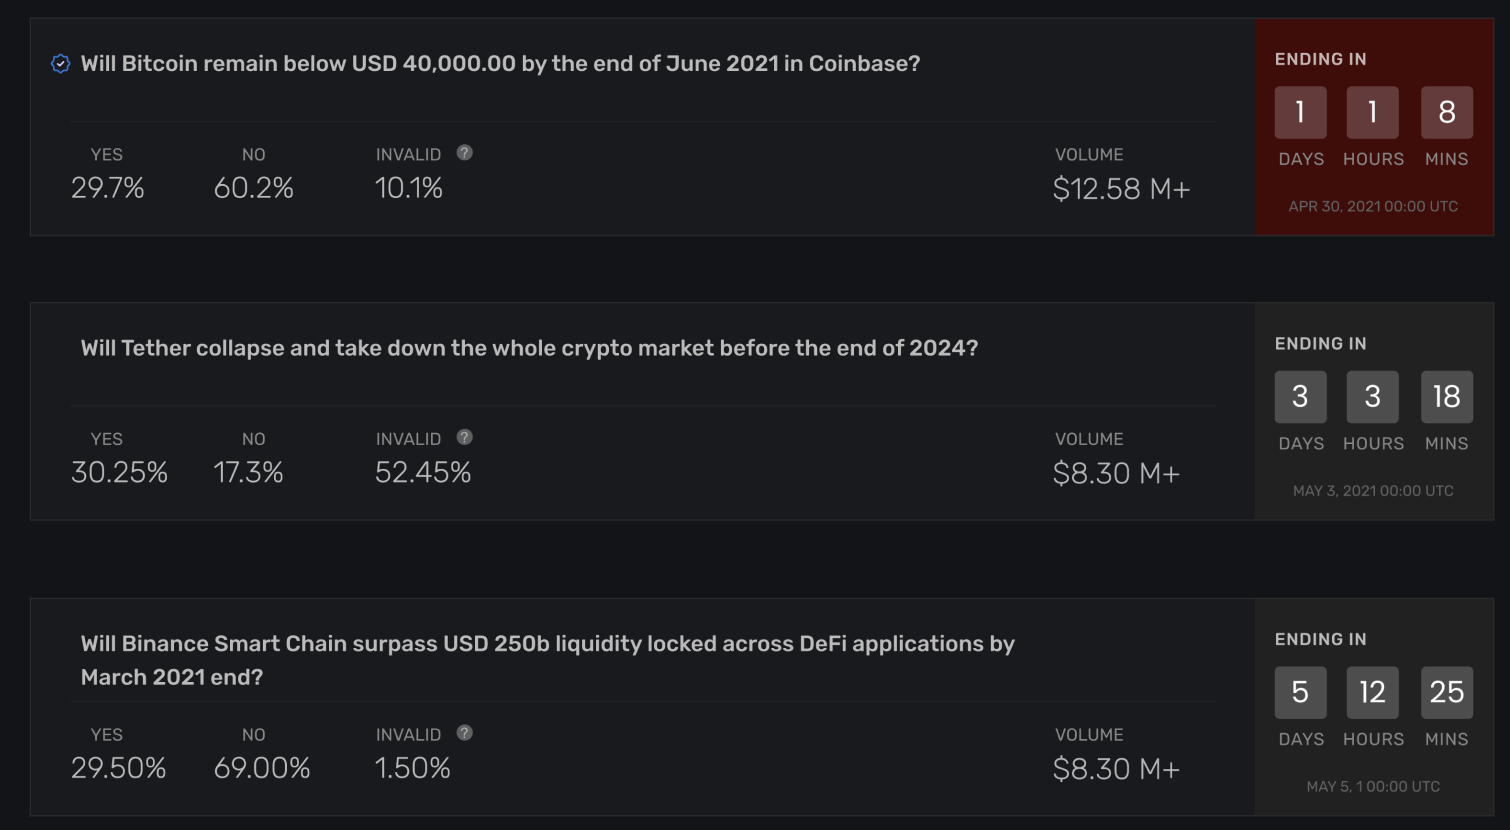 Will Bitcoin remain below USD 40,000.00 by the end of June 2021 in Coinbase?
YES NO INVALID ? VOLUME
29.7% 60.2% 10.1% $12.58 M+
ENDING IN
1 1 8
DAYS HOURS MINS
APR 30, 2021 00:00 UTC
Will Tether collapse and take down the whole crypto market before the end of 2024?
YES NO INVALID ? VOLUME
30.25% 17.3% 52.45% $8.30 M+
ENDING IN
3 3 18
DAYS HOURS MINS
MAY 3, 2021 00:00 UTC
Will Binance Smart Chain surpass USD 250b liquidity locked across DeFi applications by
March 2021 end?
YES NO INVALID ? VOLUME
29.50% 69.00% 1.50% $8.30 M+
ENDING IN
5 12 25
DAYS HOURS MINS
MAY 5, 1 00:00 UTC